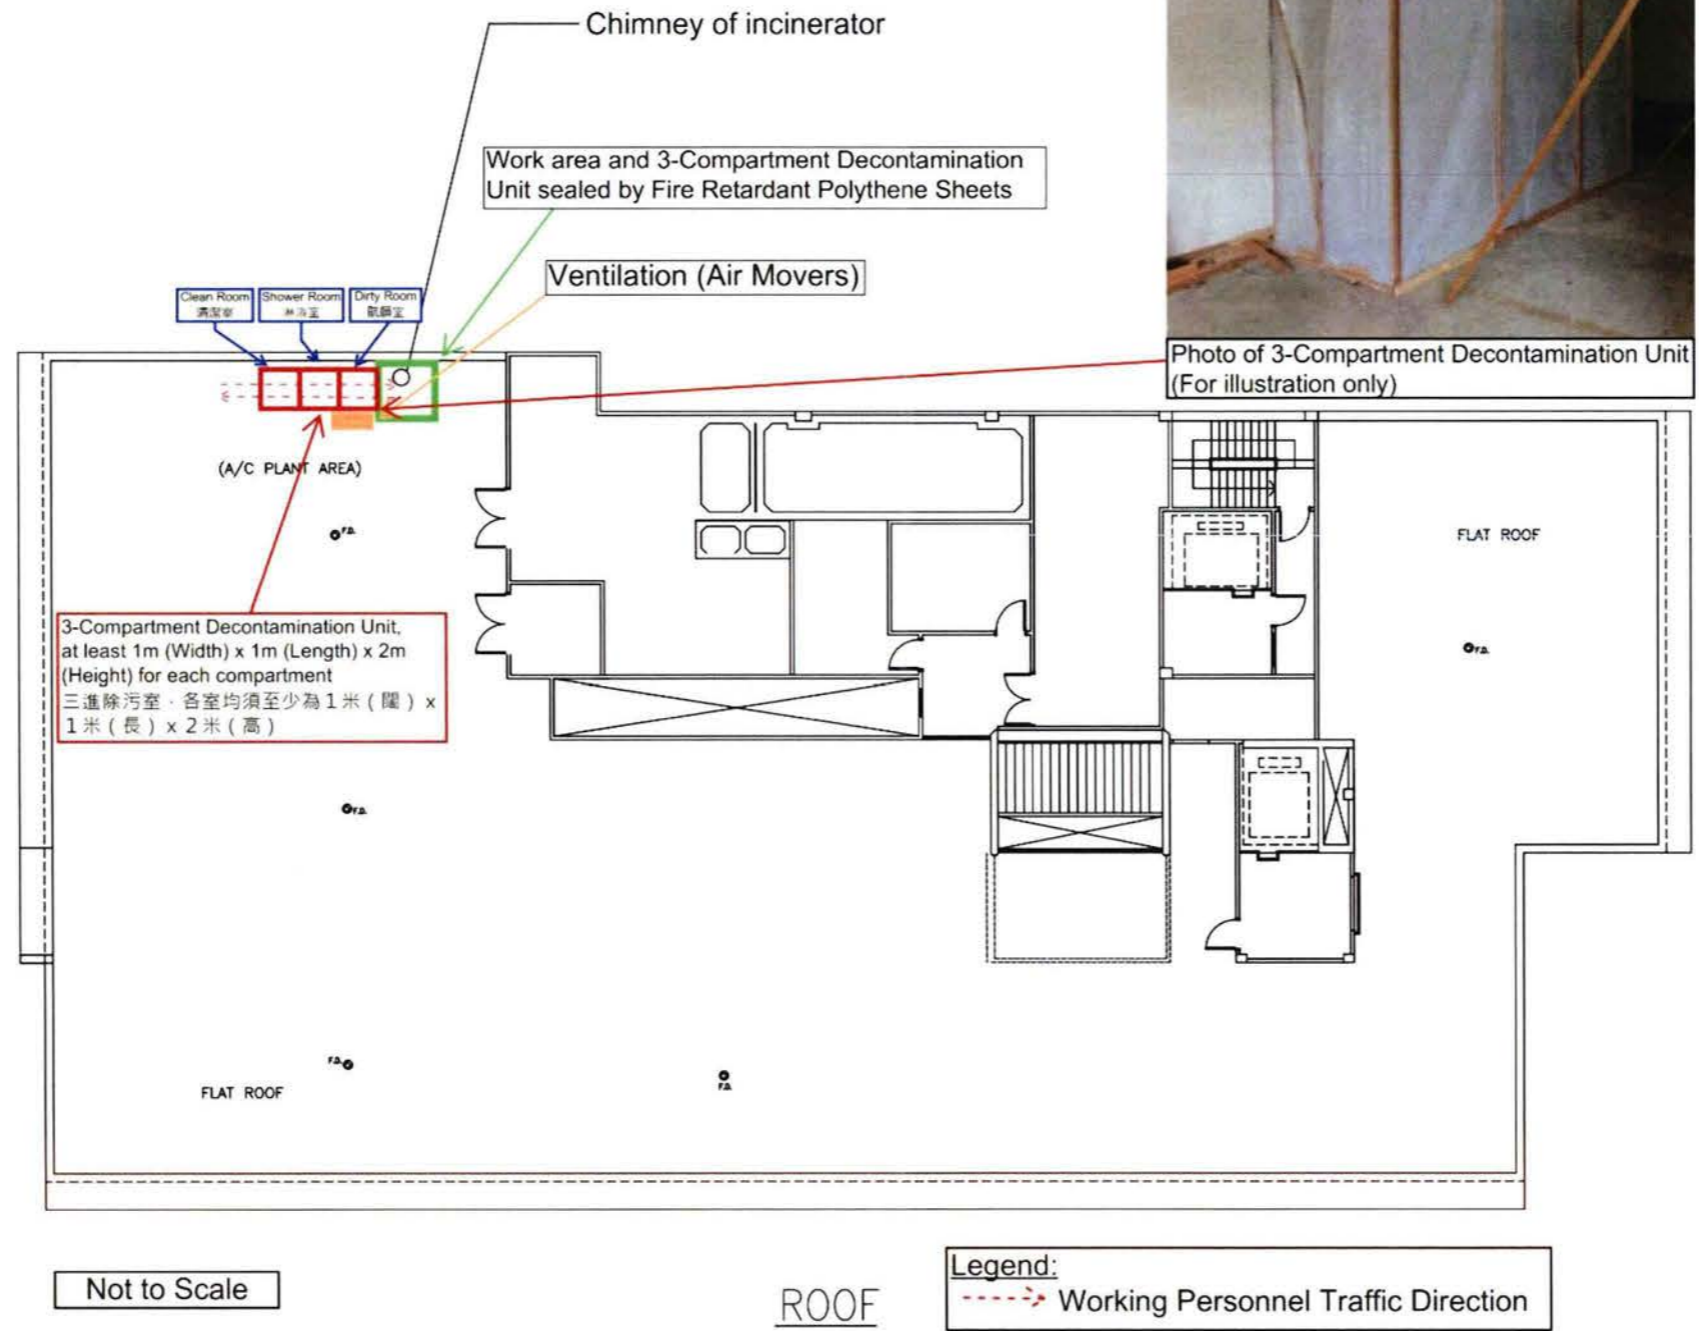 Chimney of incinerator
Work area and 3-Compartment Decontamination
Unit sealed by Fire Retardant Polythene Sheets
Ventilation (Air Movers)
Clean Room
清潔室
Shower Room
淋浴室
Dirty Room
Photo of 3-Compartment Decontamination Unit
(For illustration only)
(A/C PLANT AREA)
F.D.
FLAT ROOF
3-Compartment Decontamination Unit,
at least 1m (Width) x 1m (Length) x 2m
(Height) for each compartment
三進除污室．各室均須至少為1米（闊）x
1米（長）x 2米（高）
F.D.
F.D.
F.D.
FLAT ROOF
F.D.
Not to Scale
ROOF
Legend:
Working Personnel Traffic Direction